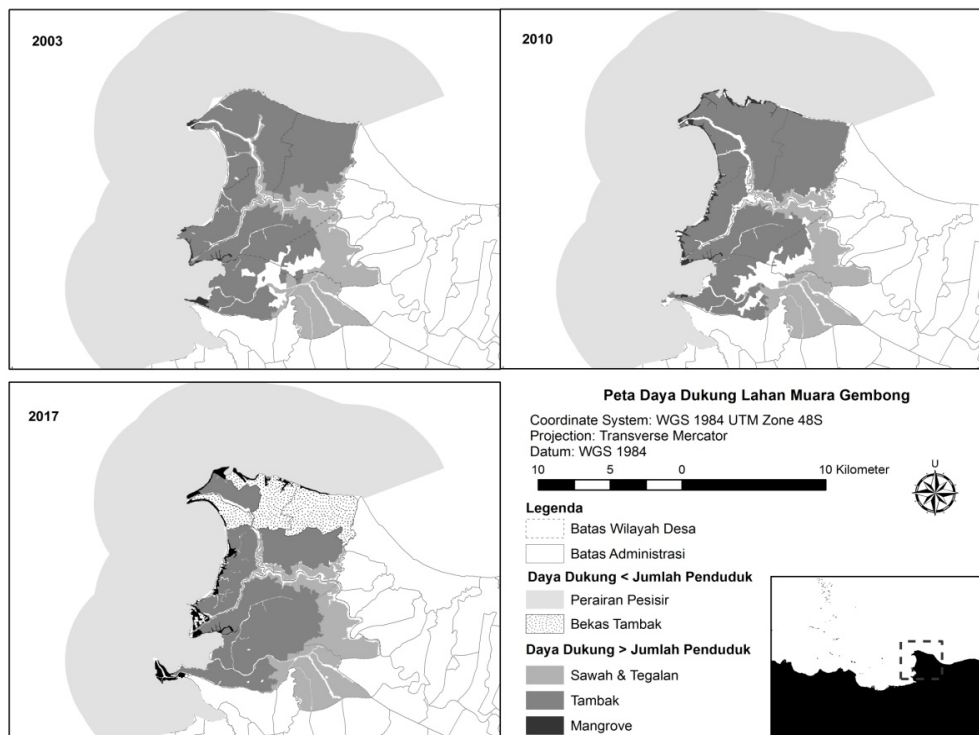 2003
2010
2017
Peta Daya Dukung Lahan Muara Gembong
Coordinate System: WGS 1984 UTM Zone 48S
Projection: Transverse Mercator
Datum: WGS 1984
10 5 0 10 Kilometer
U
Legenda
Batas Wilayah Desa
Batas Administrasi
Daya Dukung < Jumlah Penduduk
Perairan Pesisir
Bekas Tambak
Daya Dukung > Jumlah Penduduk
Sawah & Tegalan
Tambak
Mangrove